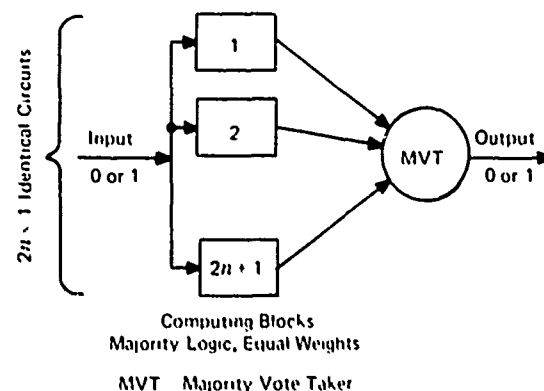 2n + 1 Identical Circuits
Input
0 or 1
1
2
2n + 1
MVT
Output
0 or 1
Computing Blocks
Majority Logic, Equal Weights
MVT Majority Vote Taker